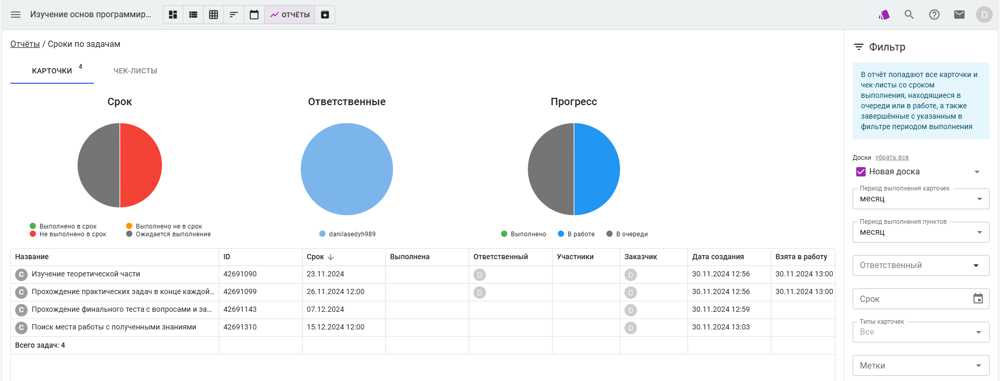 Изучение основ программир...
ОТЧЁТЫ
D
Отчёты / Сроки по задачам
КАРТОЧКИ 4
ЧЕК-ЛИСТЫ
Срок
Выполнено в срок
Выполнено не в срок
Не выполнено в срок
Ожидается выполнение
Ответственные
danilasedyh989
Прогресс
Выполнено
В работе
В очереди
Название ID Срок Выполнена Ответственный Участники Заказчик Дата создания Взята в работу
C Изучение теоретической части 42691090 23.11.2024 D D 30.11.2024 12:56 30.11.2024 13:00
C Прохождение практических задач в конце каждой... 42691099 26.11.2024 12:00 D D 30.11.2024 12:56 30.11.2024 13:00
C Прохождение финального теста с вопросами и за... 42691143 07.12.2024 D 30.11.2024 12:59
C Поиск места работы с полученными знаниями 42691310 15.12.2024 12:00 D 30.11.2024 13:03
Всего задач: 4
Фильтр
В отчёт попадают все карточки и
чек-листы со сроком
выполнения, находящиеся в
очереди или в работе, а также
завершённые с указанным в
фильтре периодом выполнения
Доски убрать все
Новая доска
Период выполнения карточек
месяц
Период выполнения пунктов
месяц
Ответственный
Срок
Типы карточек
Все
Метки